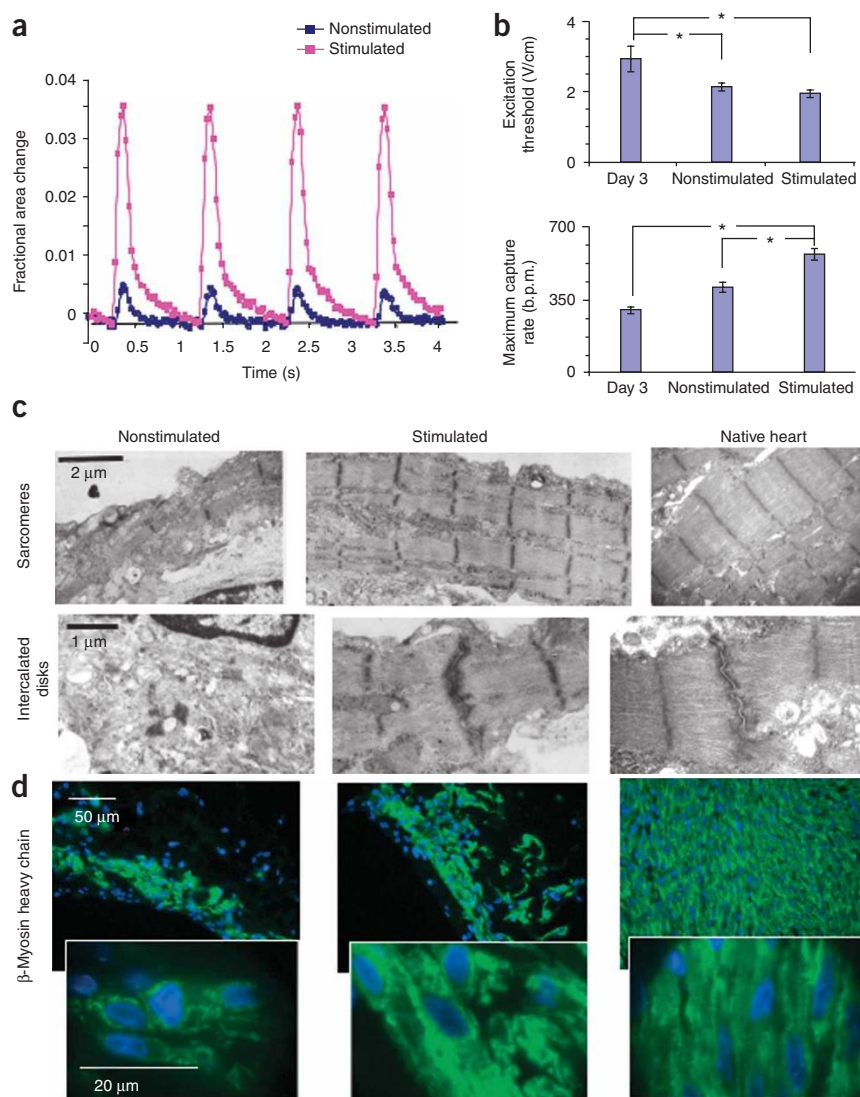 a
Nonstimulated
Stimulated
0.04
0.03
0.02
0.01
0
Fractional area change
0 0.5 1 1.5 2 2.5 3 3.5 4
Time (s)
b
*
*
4
2
0
Excitation
threshold (V/cm)
Day 3 Nonstimulated Stimulated
*
*
700
350
0
Maximum capture
rate (b.p.m.)
Day 3 Nonstimulated Stimulated
c
Nonstimulated Stimulated Native heart
Sarcomeres
2 μm
Intercalated
disks
1 μm
d
β-Myosin heavy chain
50 μm
20 μm